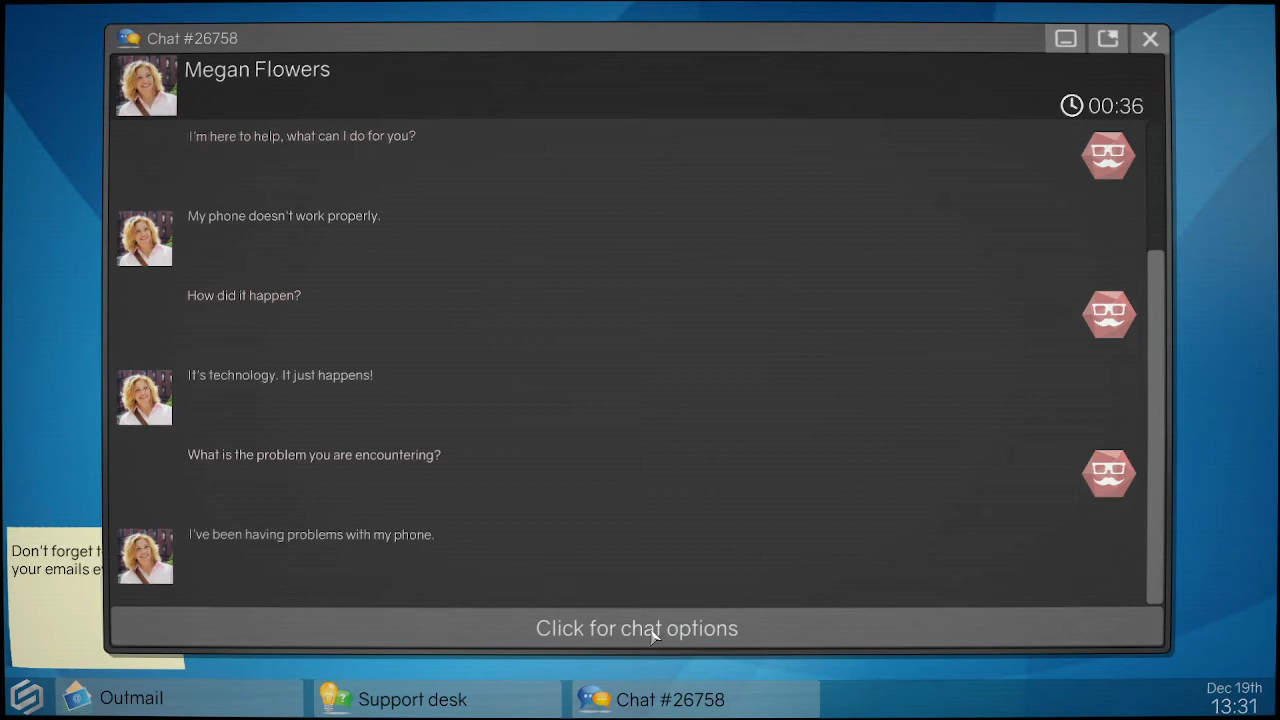 Chat #26758
Megan Flowers
00:36
I'm here to help, what can I do for you?
My phone doesn't work properly.
How did it happen?
It's technology. It just happens!
What is the problem you are encountering?
I've been having problems with my phone.
Don't forget t
your emails e
Click for chat options
Outmail
Support desk
Chat #26758
Dec 19th
13:31